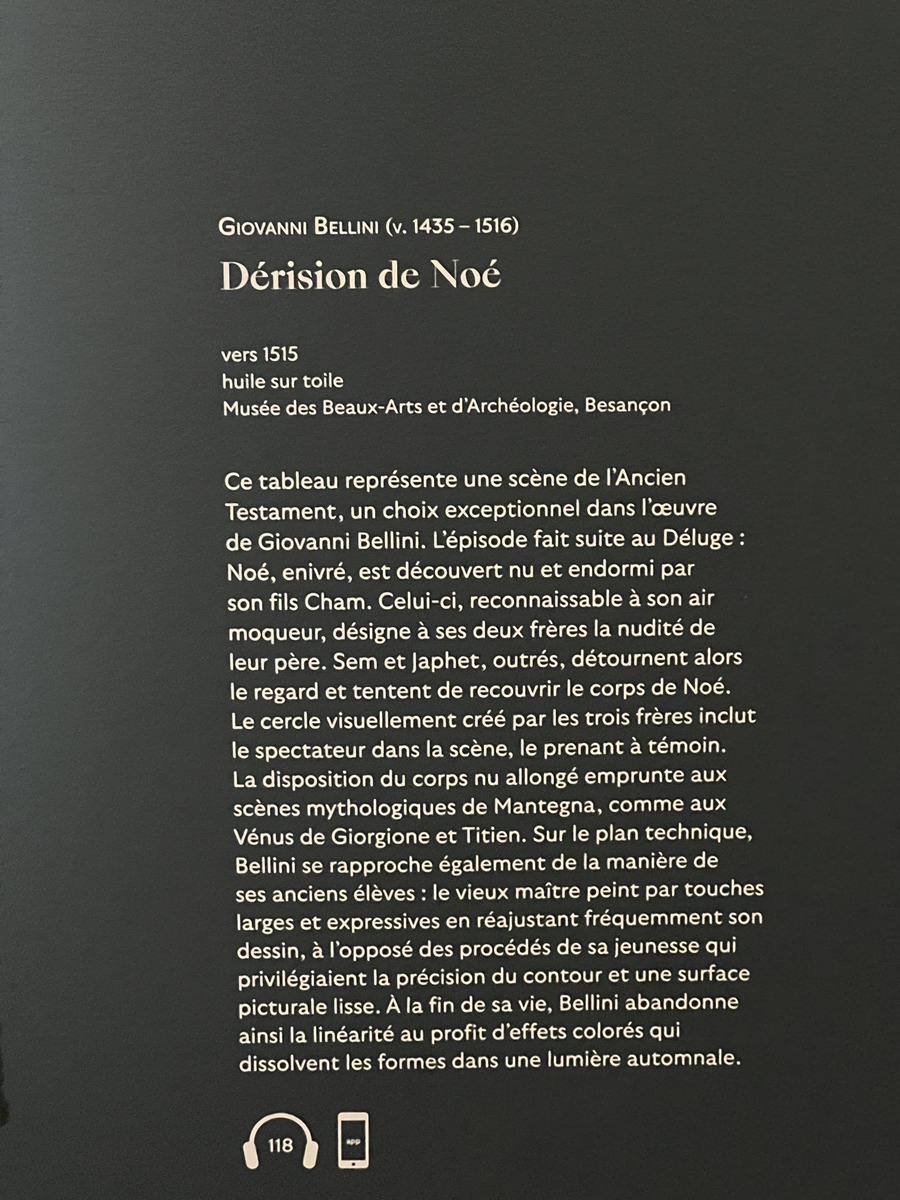 GIOVANNI BELLINI (v. 1435 – 1516)
Dérision de Noé
vers 1515
huile sur toile
Musée des Beaux-Arts et d'Archéologie, Besançon
Ce tableau représente une scène de l'Ancien
Testament, un choix exceptionnel dans l'œuvre
de Giovanni Bellini. L'épisode fait suite au Déluge :
Noé, enivré, est découvert nu et endormi par
son fils Cham. Celui-ci, reconnaissable à son air
moqueur, désigne à ses deux frères la nudité de
leur père. Sem et Japhet, outrés, détournent alors
le regard et tentent de recouvrir le corps de Noé.
Le cercle visuellement créé par les trois frères inclut
le spectateur dans la scène, le prenant à témoin.
La disposition du corps nu allongé emprunte aux
scènes mythologiques de Mantegna, comme aux
Vénus de Giorgione et Titien. Sur le plan technique,
Bellini se rapproche également de la manière de
ses anciens élèves : le vieux maître peint par touches
larges et expressives en réajustant fréquemment son
dessin, à l'opposé des procédés de sa jeunesse qui
privilégiaient la précision du contour et une surface
picturale lisse. À la fin de sa vie, Bellini abandonne
ainsi la linéarité au profit d'effets colorés qui
dissolvent les formes dans une lumière automnale.
118
app